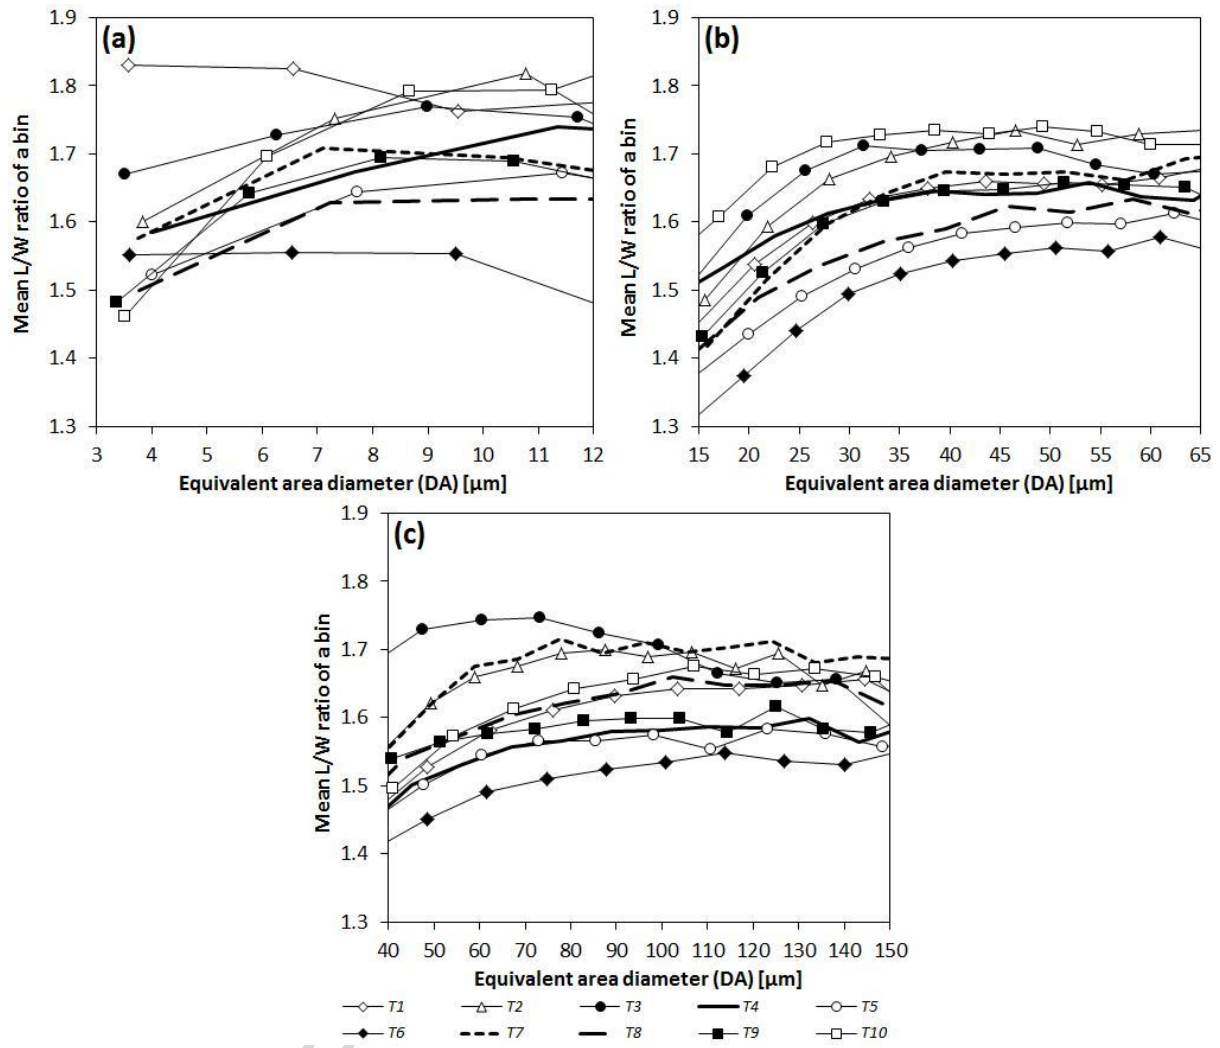 (a)
1.9
1.8
1.7
1.6
1.5
1.4
1.3
Mean L/W ratio of a bin
3 4 5 6 7 8 9 10 11 12
Equivalent area diameter (DA) [µm]
(b)
1.9
1.8
1.7
1.6
1.5
1.4
1.3
Mean L/W ratio of a bin
15 20 25 30 35 40 45 50 55 60 65
Equivalent area diameter (DA) [µm]
(c)
1.9
1.8
1.7
1.6
1.5
1.4
1.3
Mean L/W ratio of a bin
40 50 60 70 80 90 100 110 120 130 140 150
Equivalent area diameter (DA) [µm]
T1 T2 T3 T4 T5
T6 T7 T8 T9 T10